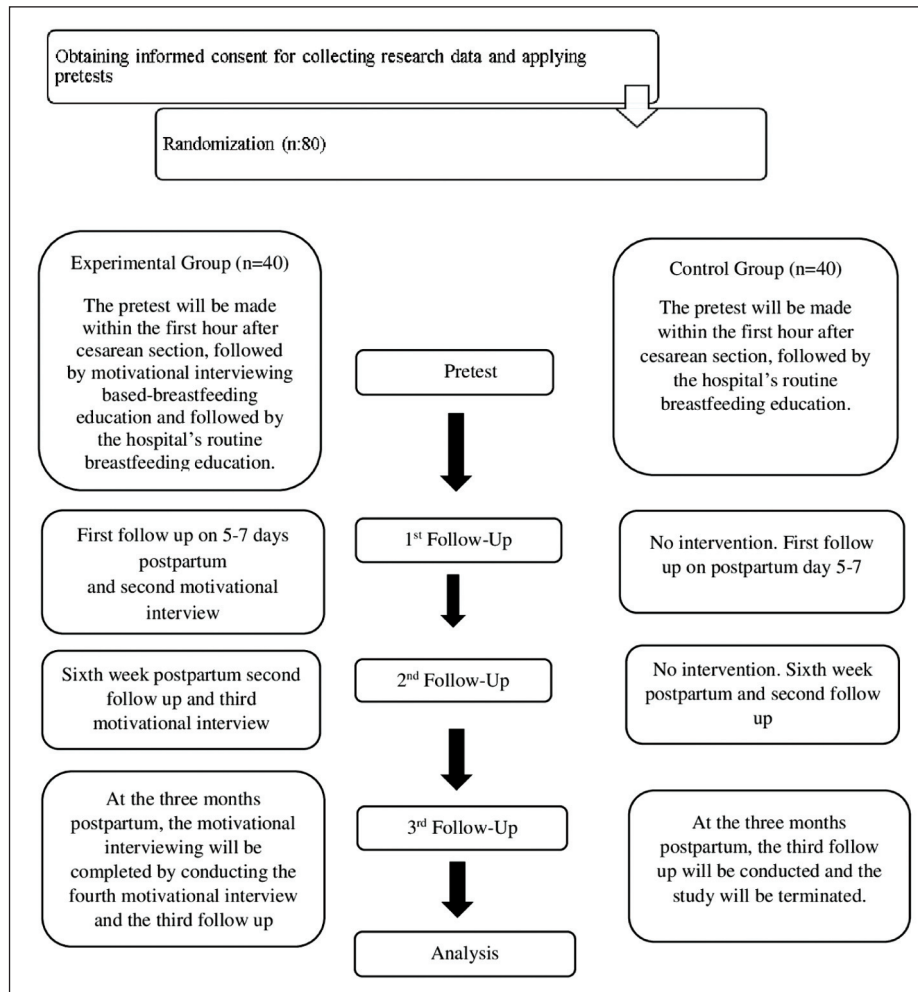 Obtaining informed consent for collecting research data and applying
pretests
Randomization (n:80)
Experimental Group (n=40)
The pretest will be made
within the first hour after
cesarean section, followed
by motivational interviewing
based-breastfeeding
education and followed by
the hospital’s routine
breastfeeding education.
Pretest
Control Group (n=40)
The pretest will be made
within the first hour after
cesarean section, followed by
the hospital’s routine
breastfeeding education.
First follow up on 5-7 days
postpartum
and second motivational
interview
1st Follow-Up
No intervention. First follow
up on postpartum day 5-7
Sixth week postpartum second
follow up and third
motivational interview
2nd Follow-Up
No intervention. Sixth week
postpartum and second follow
up
At the three months
postpartum, the motivational
interviewing will be
completed by conducting the
fourth motivational interview
and the third follow up
3rd Follow-Up
At the three months
postpartum, the third follow
up will be conducted and the
study will be terminated.
Analysis